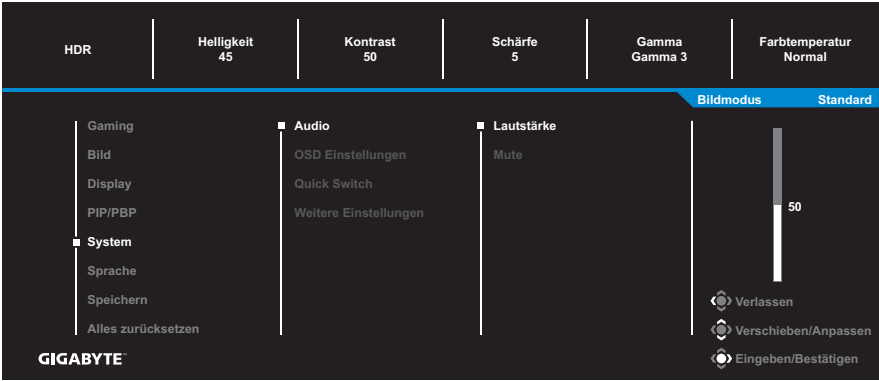 HDR
Helligkeit
45
Kontrast
50
Schärfe
5
Gamma
Gamma 3
Farbtemperatur
Normal
Bildmodus Standard
Gaming
Bild
Display
PIP/PBP
System
Sprache
Speichern
Alles zurücksetzen
Audio
OSD Einstellungen
Quick Switch
Weitere Einstellungen
Lautstärke
Mute
50
Verlassen
Verschieben/Anpassen
Eingeben/Bestätigen
GIGABYTE™